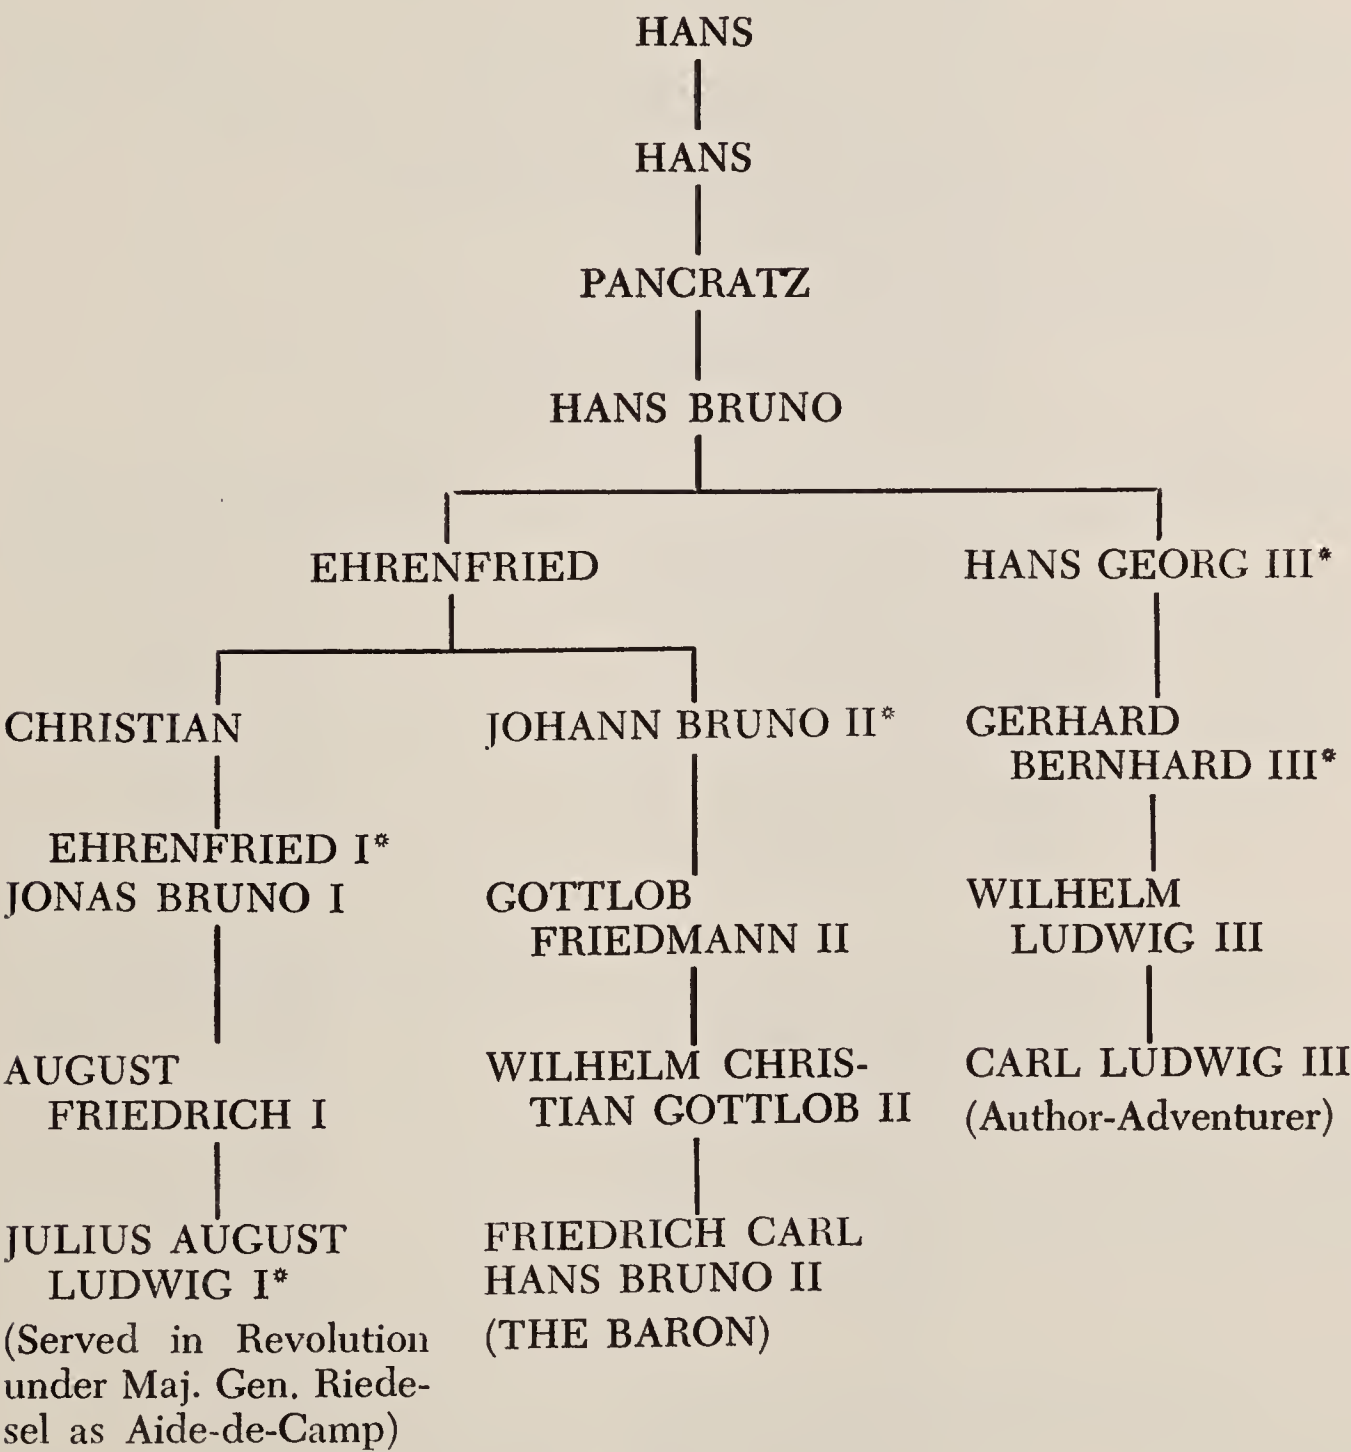 HANS
HANS
PANCRATZ
HANS BRUNO
EHRENFRIED
HANS GEORG III*
CHRISTIAN
JOHANN BRUNO II*
GERHARD
BERNHARD III*
EHRENFRIED I*
JONAS BRUNO I
GOTTLOB
FRIEDMANN II
WILHELM
LUDWIG III
AUGUST
FRIEDRICH I
WILHELM CHRIS-
TIAN GOTTLOB II
CARL LUDWIG III
(Author-Adventurer)
JULIUS AUGUST
LUDWIG I*
(Served in Revolution
under Maj. Gen. Riede-
sel as Aide-de-Camp)
FRIEDRICH CARL
HANS BRUNO II
(THE BARON)